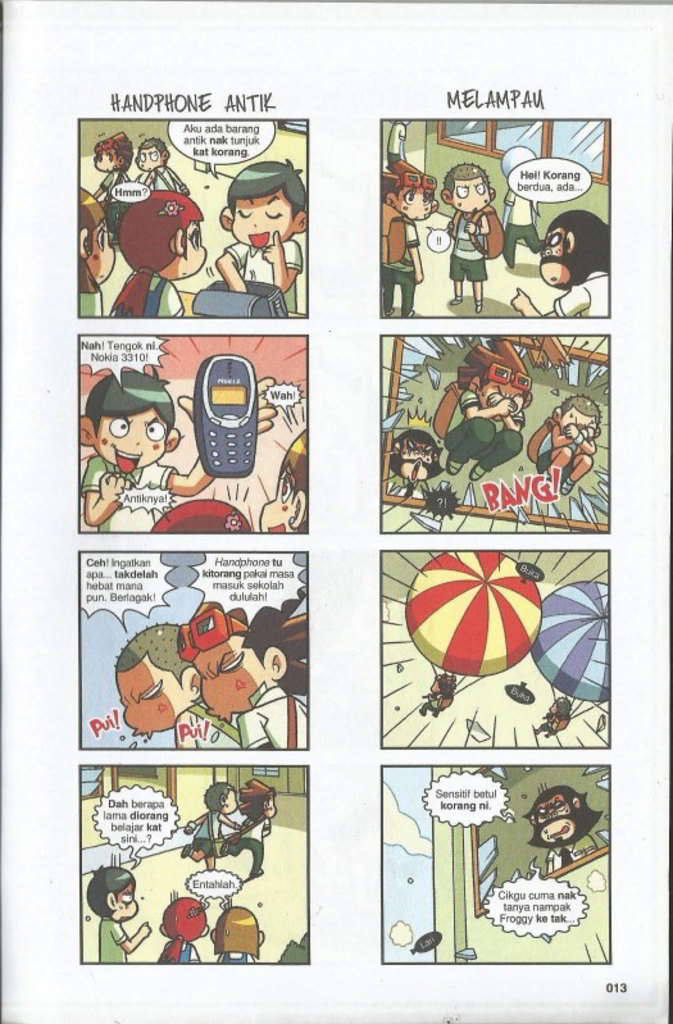 HANDPHONE ANTIK
Aku ada barang
antik nak tunjuk
kat korang.
Hmm?
Nah! Tengok ni.
Nokia 3310!
NOKIA
Wah!
Antiknya!
Ceh! Ingatkan
apa... takdelah
hebat mana
pun. Berlagak!
Handphone tu
kitorang pakai masa
masuk sekolah
dululah!
Pui!
Pui!
Dah berapa
lama diorang
belajar kat
sini...?
Entahlah.
MELAMPAU
Hei! Korang
berdua, ada...
!!
BANG!
?!
Buka
Buka
Sensitif betul
korang ni.
Cikgu cuma nak
tanya nampak
Froggy ke tak...
Lari
013